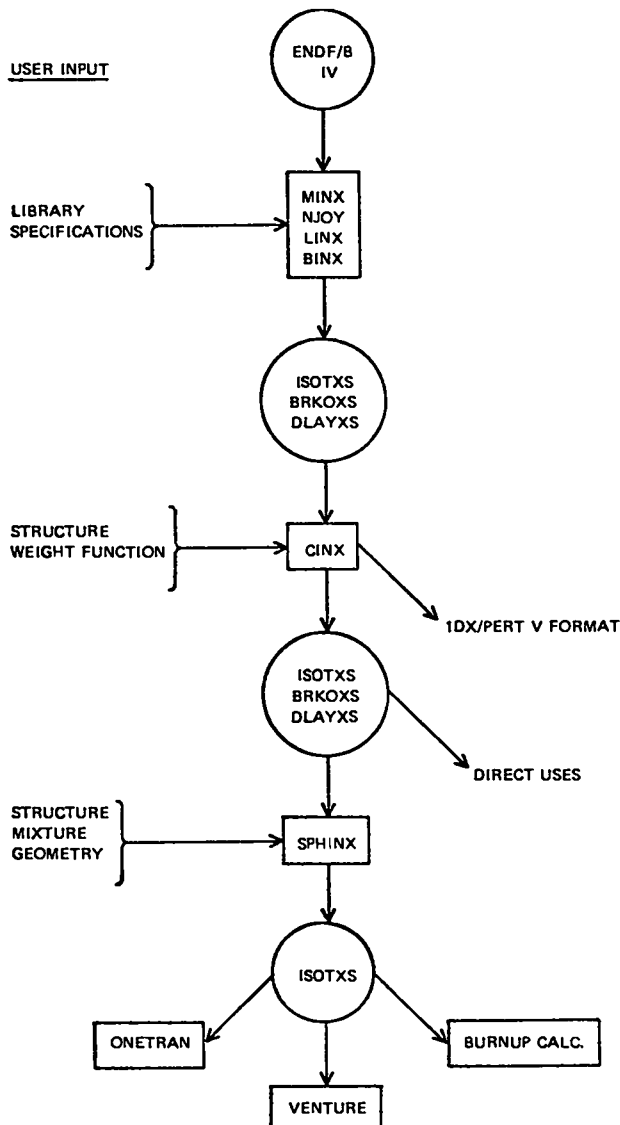 ENDF/B
IV
USER INPUT
MINX
NJOY
LINX
BINX
LIBRARY
SPECIFICATIONS
ISOTXS
BRKOXS
DLAYXS
STRUCTURE
WEIGHT FUNCTION
CINX
1DX/PERT V FORMAT
ISOTXS
BRKOXS
DLAYXS
DIRECT USES
STRUCTURE
MIXTURE
GEOMETRY
SPHINX
ISOTXS
ONETRAN
BURNUP CALC.
VENTURE